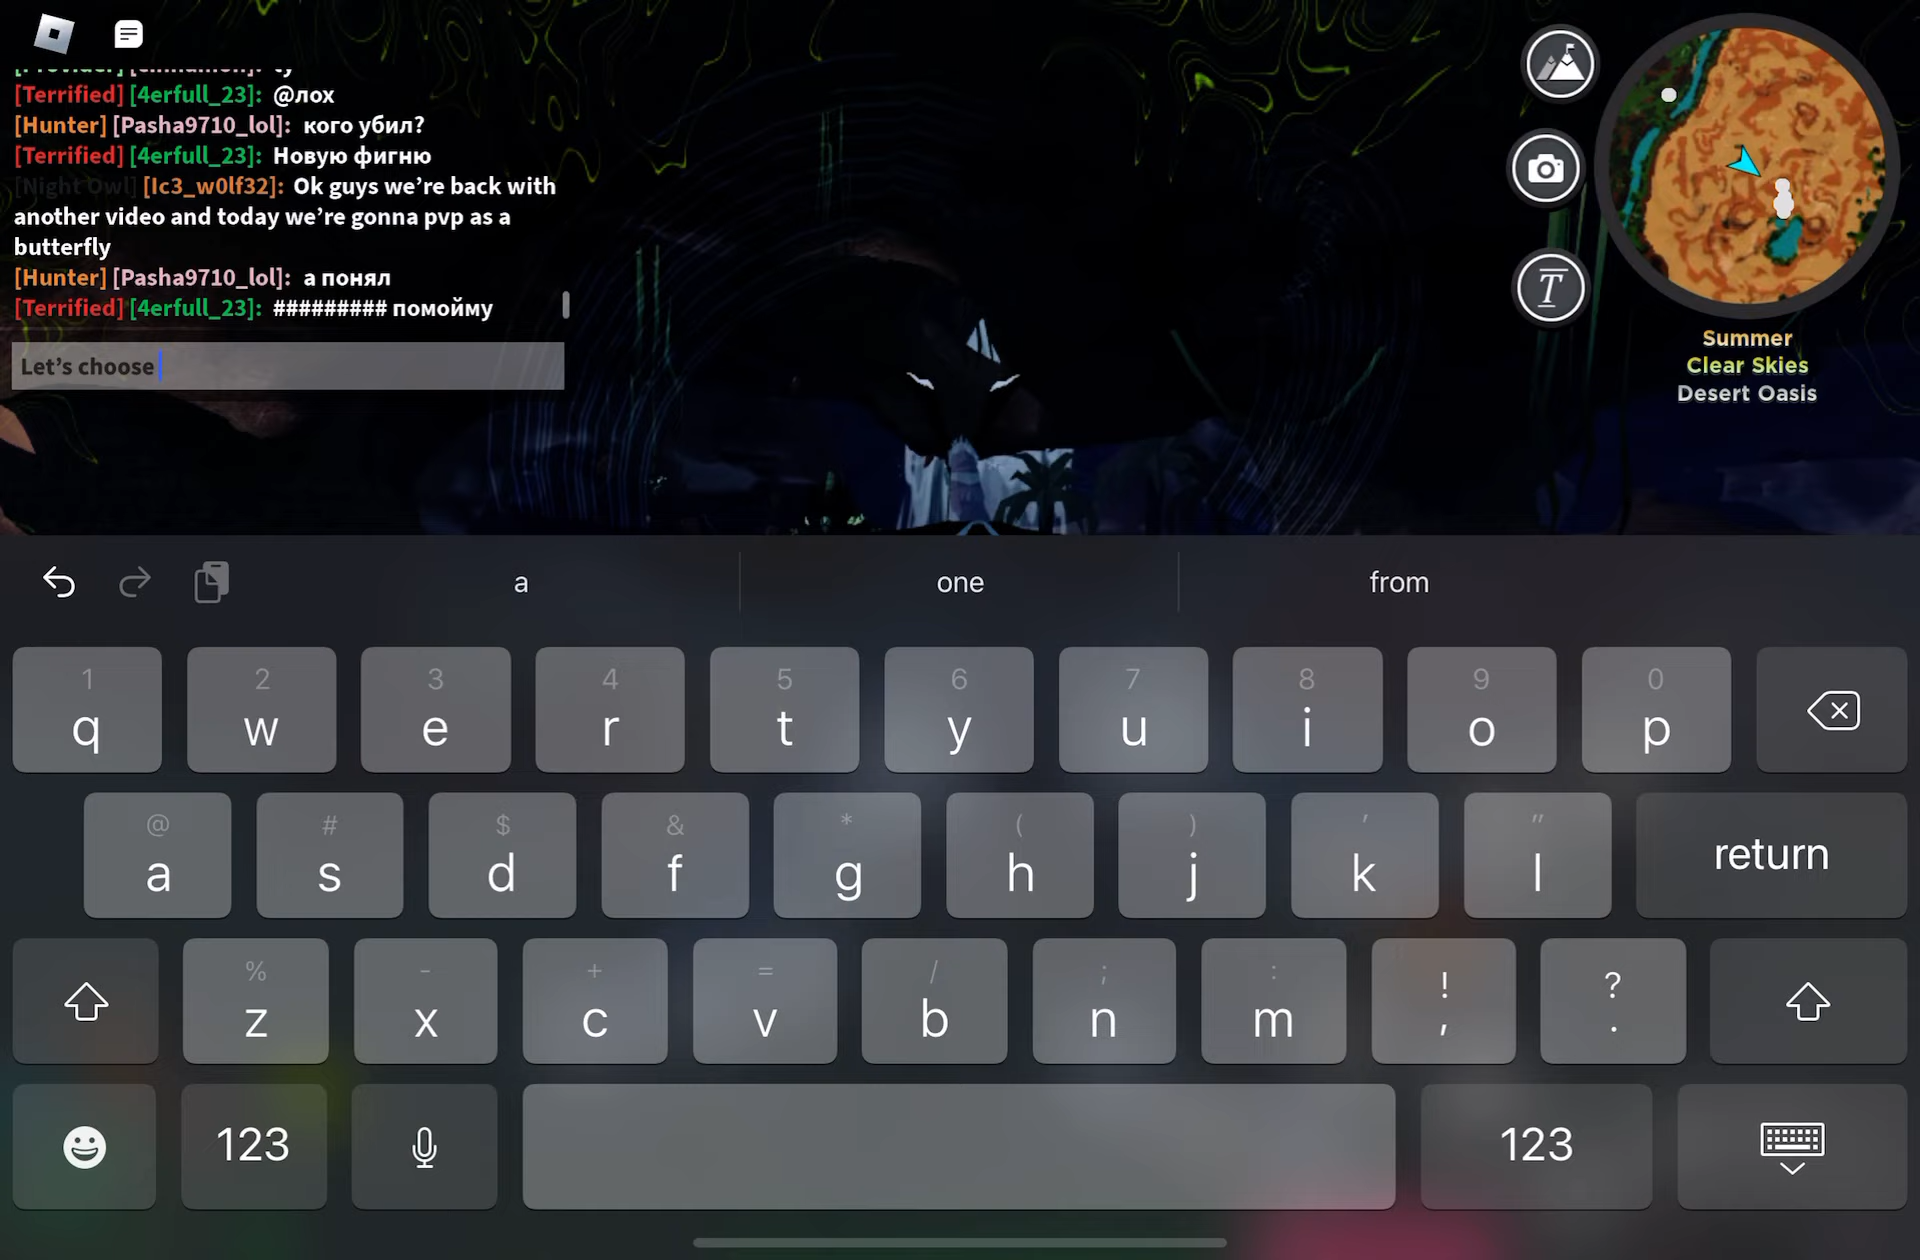 [Terrified] [4erfull_23]: @лох
[Hunter] [Pasha9710_lol]: кого убил?
[Terrified] [4erfull_23]: Новую фигню
[Night Owl] [Ic3_w0lf32]: Ok guys we’re back with
another video and today we’re gonna pvp as a
butterfly
[Hunter] [Pasha9710_lol]: а понял
[Terrified] [4erfull_23]: ######### помойму
Let’s choose
Summer
Clear Skies
Desert Oasis
a one from
1 2 3 4 5 6 7 8 9 0
q w e r t y u i o p
@ # $ & * ( ) ' "
a s d f g h j k l return
% - + = / ; : ! ?
z x c v b n m , .
123 123